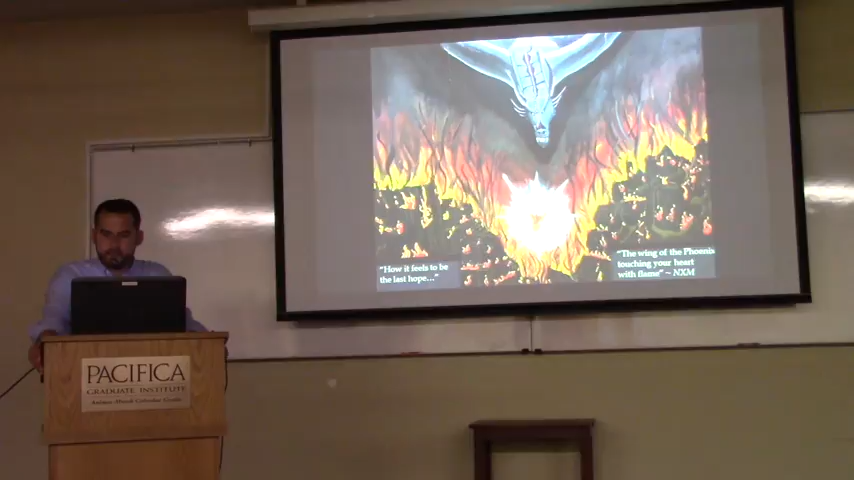 "How it feels to be
the last hope..."
"The wing of the Phoenix
touching your heart
with flame" ~ NXM
PACIFICA
GRADUATE INSTITUTE